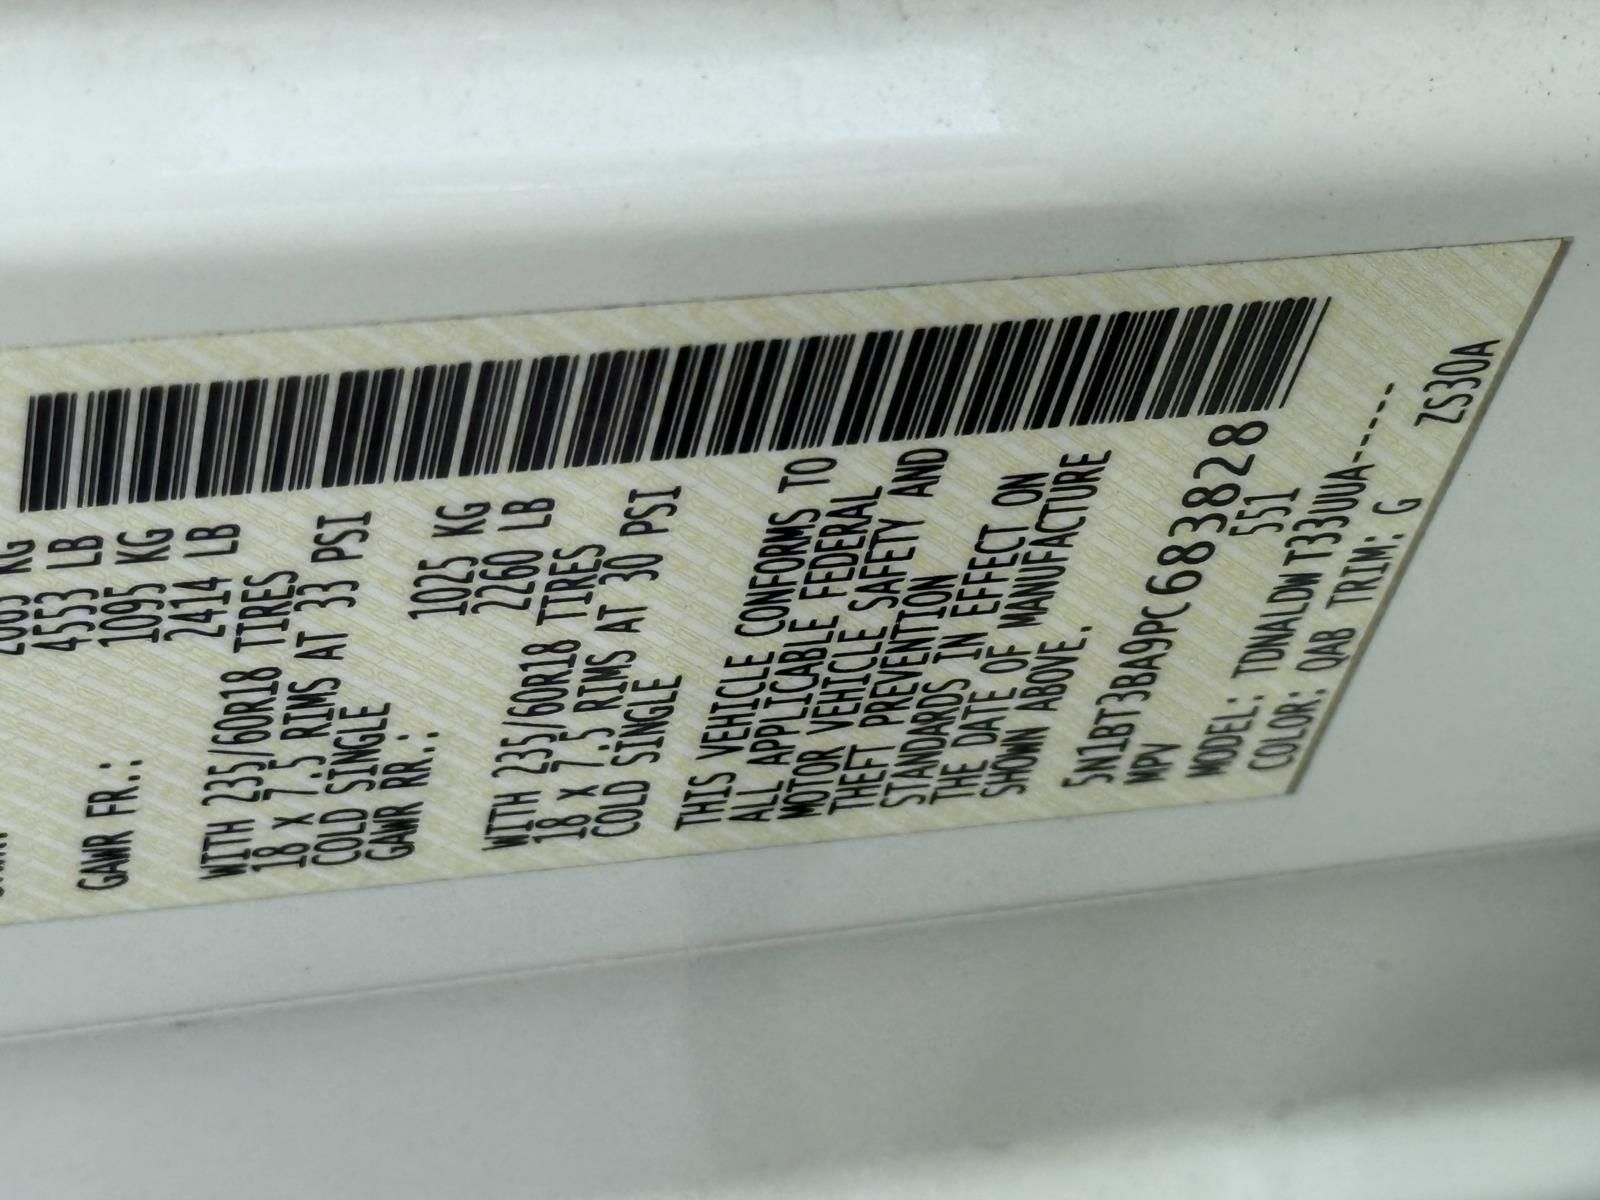 KG
4553 LB
GAWR FR.: 1095 KG
2414 LB
WITH 235/60R18 TIRES
18 x 7.5 RIMS AT 33 PSI
COLD SINGLE
GAWR RR.: 1025 KG
2260 LB
WITH 235/60R18 TIRES
18 x 7.5 RIMS AT 30 PSI
COLD SINGLE
THIS VEHICLE CONFORMS TO
ALL APPLICABLE FEDERAL
MOTOR VEHICLE SAFETY AND
THEFT PREVENTION
STANDARDS IN EFFECT ON
THE DATE OF MANUFACTURE
SHOWN ABOVE.
5N1BT3BA9PC683828
MPV 551
MODEL: TDNALDWT33UUA-----
COLOR: QAB TRIM: G ZS30A